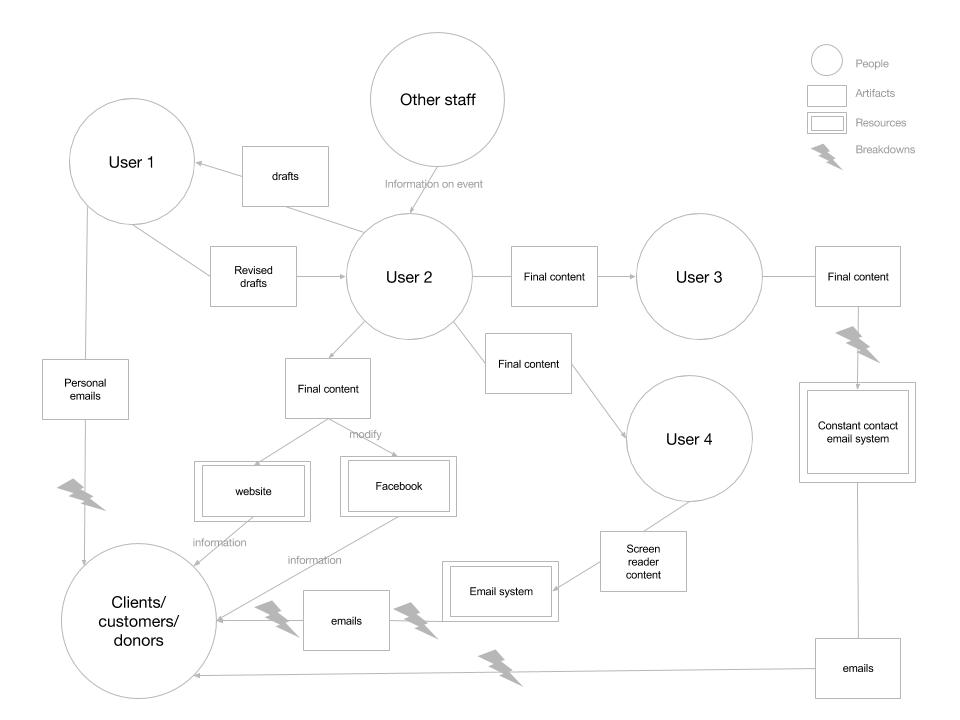 Other staff
People
Artifacts
Resources
Breakdowns
User 1
drafts
Information on event
Revised
drafts
User 2
Final content
User 3
Final content
Final content
Final content
Personal
emails
modify
User 4
Constant contact
email system
website
Facebook
information
information
Screen
reader
content
Email system
Clients/
customers/
donors
emails
emails